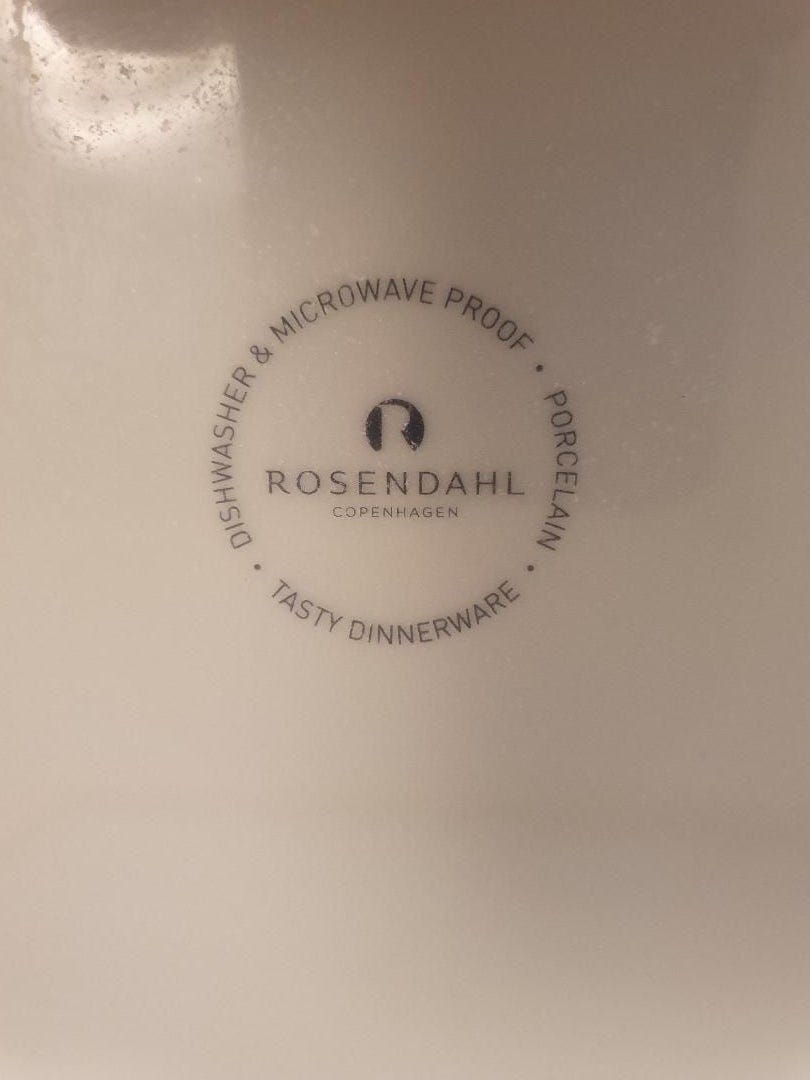 DISHWASHER & MICROWAVE PROOF • PORCELAIN • TASTY DINNERWARE •
R
ROSENDAHL
COPENHAGEN